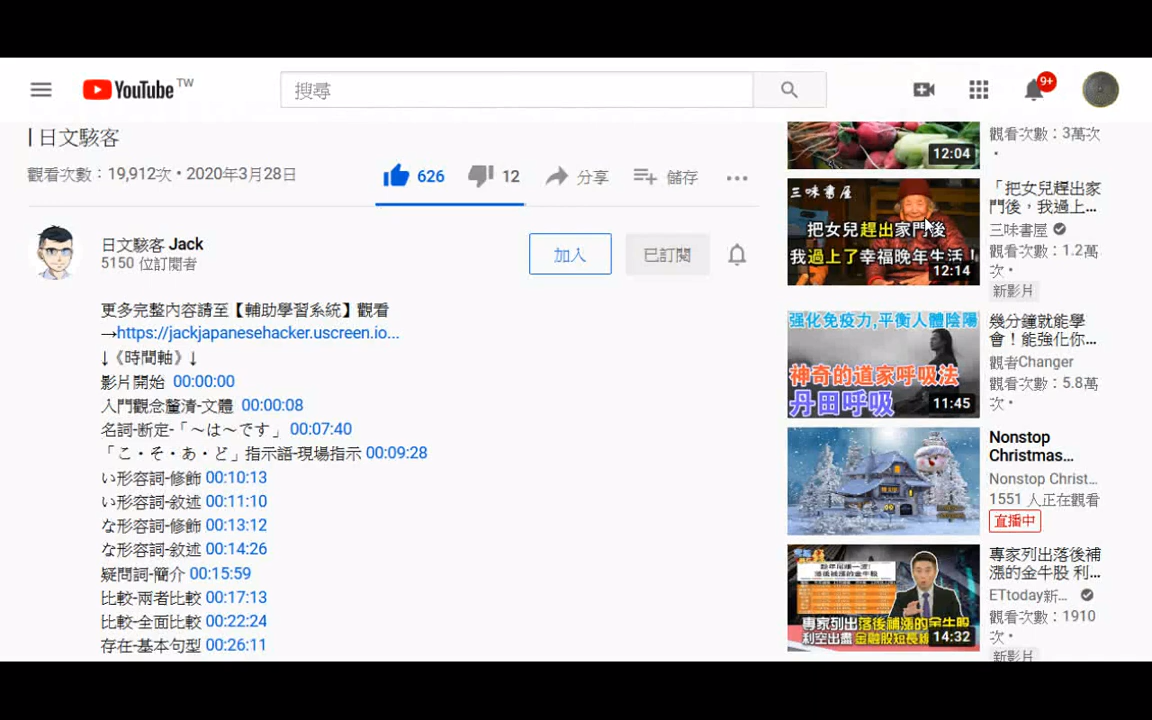 YouTube TW
搜尋
9+
| 日文駭客
觀看次數：19,912次 • 2020年3月28日
626
12
分享
儲存
日文駭客 Jack
5150 位訂閱者
加入
已訂閱
更多完整內容請至【輔助學習系統】觀看
→https://jackjapanesehacker.uscreen.io...
↓《時間軸》↓
影片開始 00:00:00
入門觀念釐清-文體 00:00:08
名詞-断定-「～は～です」 00:07:40
「こ・そ・あ・ど」指示語-現場指示 00:09:28
い形容詞-修飾 00:10:13
い形容詞-敘述 00:11:10
な形容詞-修飾 00:13:12
な形容詞-敘述 00:14:26
疑問詞-簡介 00:15:59
比較-兩者比較 00:17:13
比較-全面比較 00:22:24
存在-基本句型 00:26:11
12:04
觀看次數：3萬次
•
三味書屋
把女兒趕出家門後
我過上了幸福晚年生活！
12:14
「把女兒趕出家
門後，我過上...
三味書屋
觀看次數：1.2萬
次 •
新影片
强化免疫力,平衡人體陰陽
神奇的道家呼吸法
丹田呼吸
11:45
幾分鐘就能學
會！能強化你...
觀者Changer
觀看次數：5.8萬
次 •
Nonstop
Christmas...
Nonstop Christ...
1551 人正在觀看
直播中
專家列出落後補漲的金牛股
利空出盡 金融股短長線
14:32
專家列出落後補
漲的金牛股 利...
ETtoday新...
觀看次數：1910
次 •
新影片